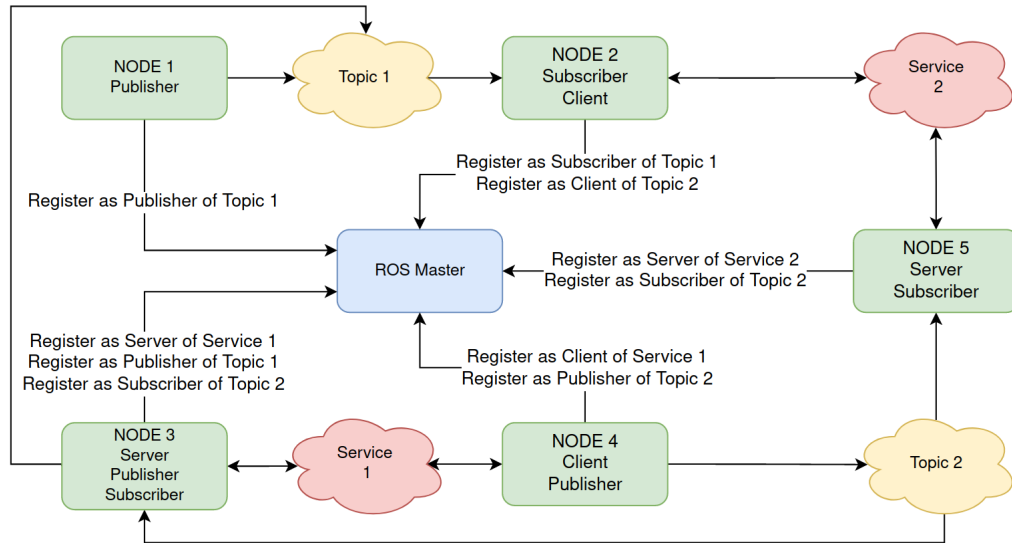 NODE 1
Publisher
Topic 1
NODE 2
Subscriber
Client
Service
2
Register as Publisher of Topic 1
Register as Subscriber of Topic 1
Register as Client of Topic 2
ROS Master
Register as Server of Service 2
Register as Subscriber of Topic 2
NODE 5
Server
Subscriber
Register as Server of Service 1
Register as Publisher of Topic 1
Register as Subscriber of Topic 2
Register as Client of Service 1
Register as Publisher of Topic 2
NODE 3
Server
Publisher
Subscriber
Service
1
NODE 4
Client
Publisher
Topic 2